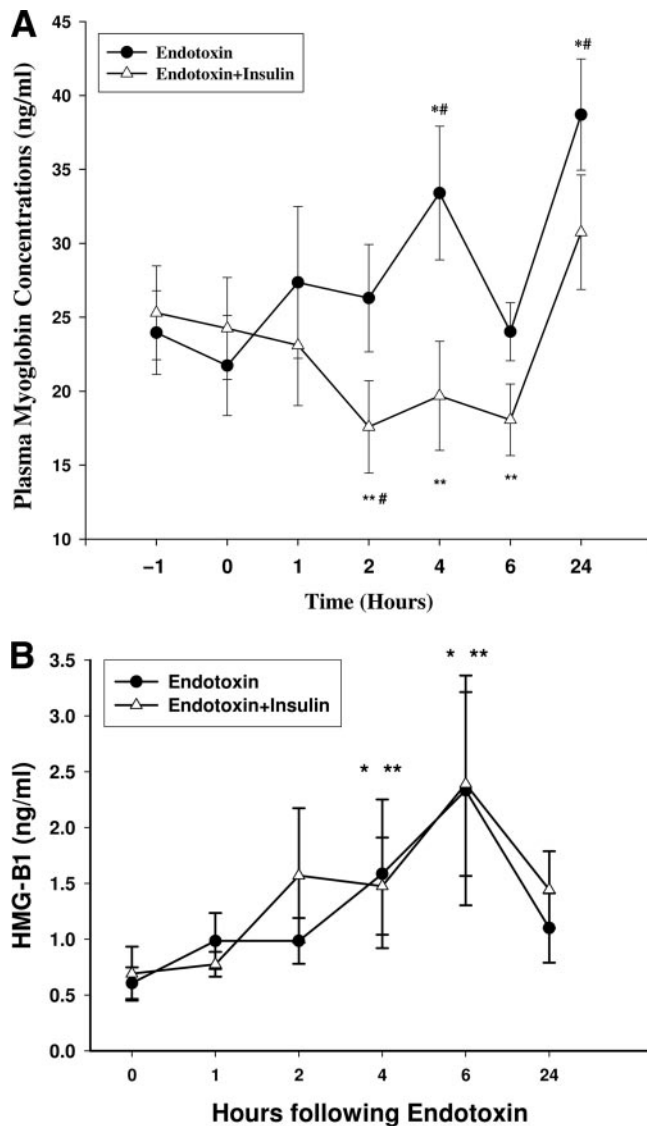 A
Plasma Myoglobin Concentrations (ng/ml)
45
40
35
30
25
20
15
10
Endotoxin
Endotoxin+Insulin
*#
*#
** #
**
**
−1 0 1 2 4 6 24
Time (Hours)
B
HMG-B1 (ng/ml)
3.5
3.0
2.5
2.0
1.5
1.0
0.5
0.0
Endotoxin
Endotoxin+Insulin
* **
* **
0 1 2 4 6 24
Hours following Endotoxin